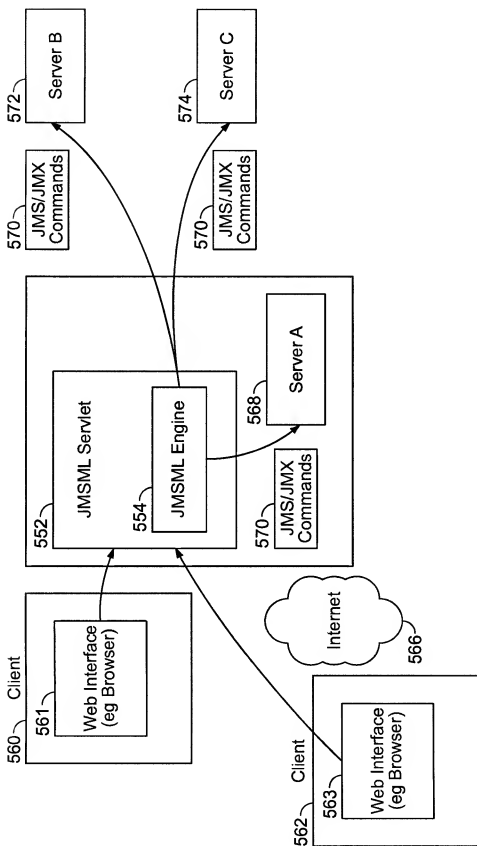 560
Client
561
Web Interface
(eg Browser)
562
Client
563
Web Interface
(eg Browser)
Internet
566
552
JMSML Servlet
554
JMSML Engine
570
JMS/JMX
Commands
568
Server A
570
JMS/JMX
Commands
572
Server B
570
JMS/JMX
Commands
574
Server C